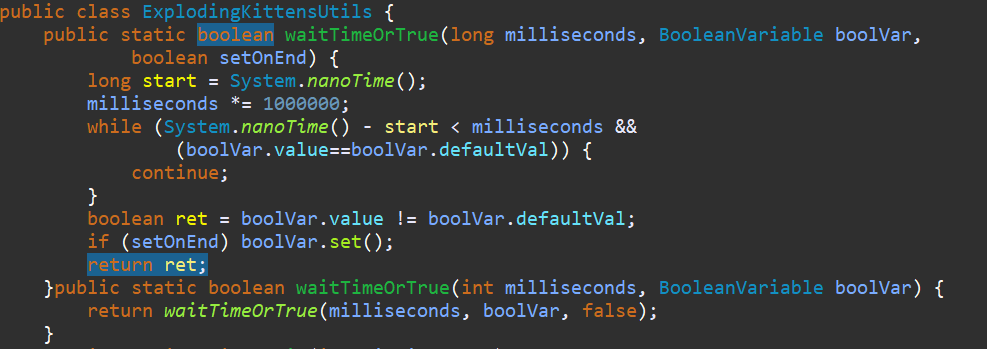 public class ExplodingKittensUtils {
    public static boolean waitTimeOrTrue(long milliseconds, BooleanVariable boolVar,
            boolean setOnEnd) {
        long start = System.nanoTime();
        milliseconds *= 1000000;
        while (System.nanoTime() - start < milliseconds &&
                (boolVar.value==boolVar.defaultVal)) {
            continue;
        }
        boolean ret = boolVar.value != boolVar.defaultVal;
        if (setOnEnd) boolVar.set();
        return ret;
    }public static boolean waitTimeOrTrue(int milliseconds, BooleanVariable boolVar) {
        return waitTimeOrTrue(milliseconds, boolVar, false);
    }